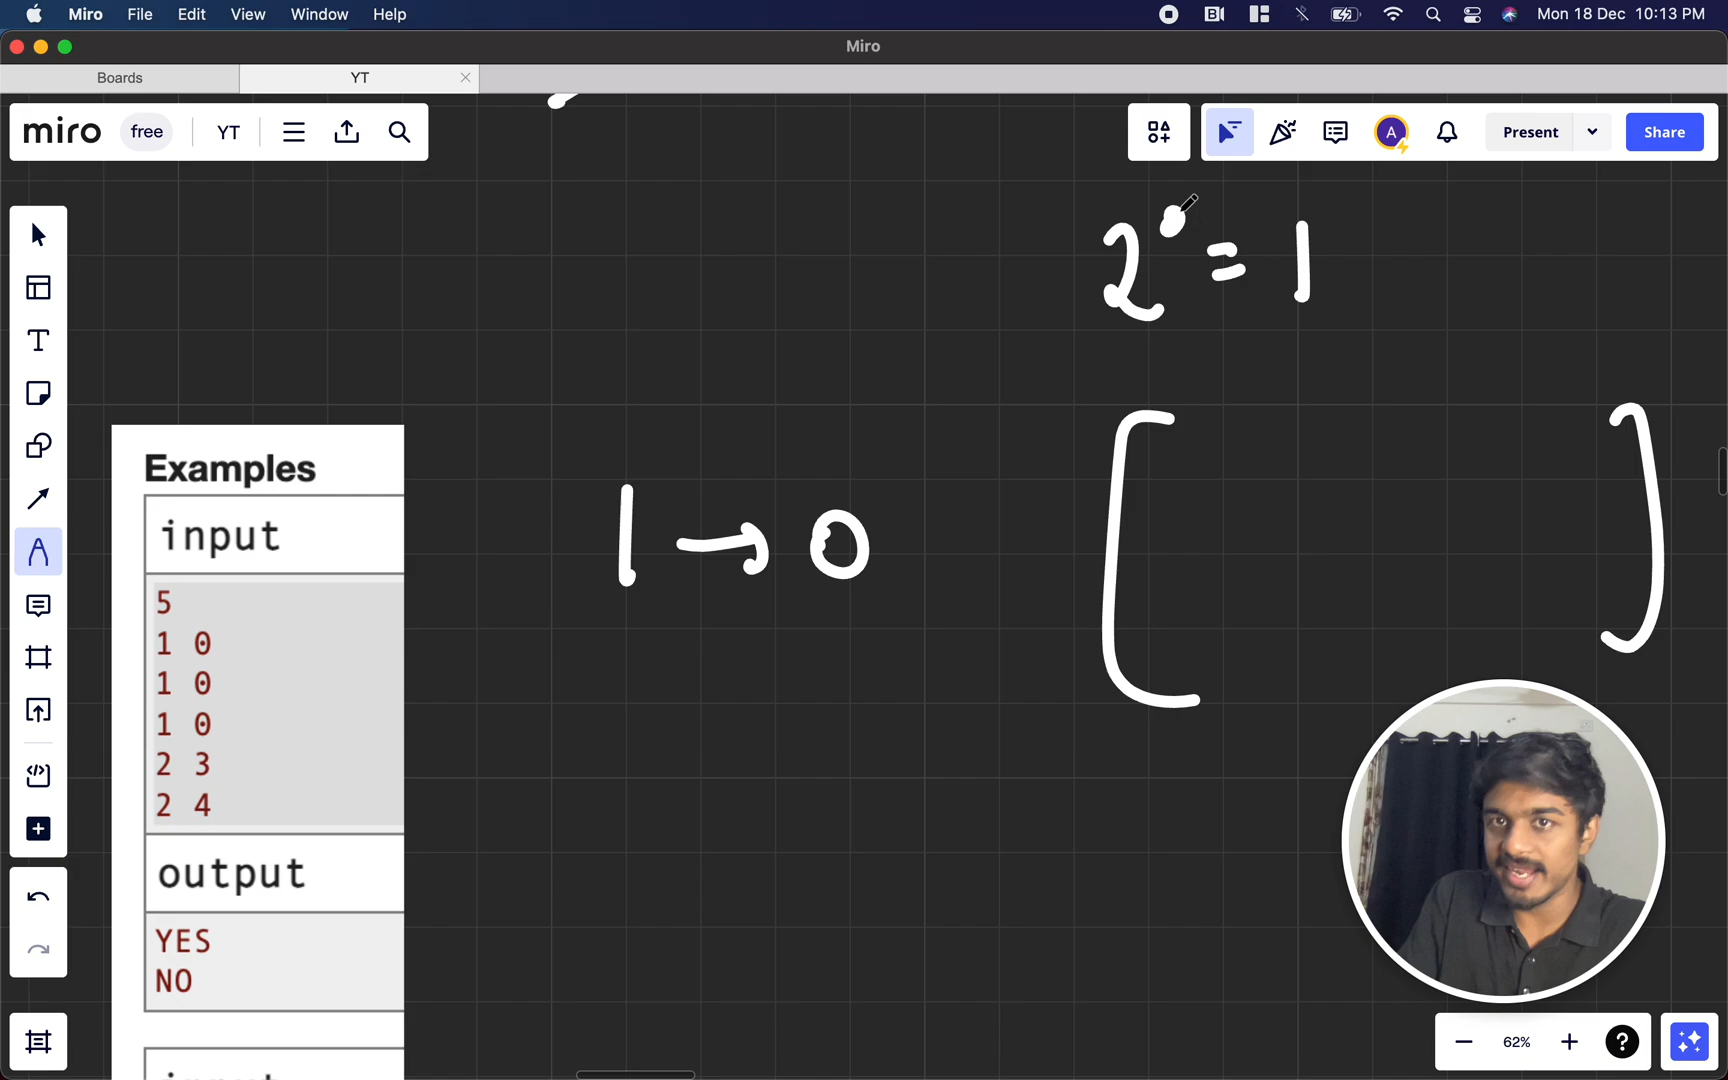 Miro File Edit View Window Help Mon 18 Dec 10:13 PM
Miro
Boards YT
miro free YT Present Share
2⁰ = 1
Examples
input
5
1 0
1 0
1 0
2 3
2 4
output
YES
NO
1 → 0
[ ]
62%